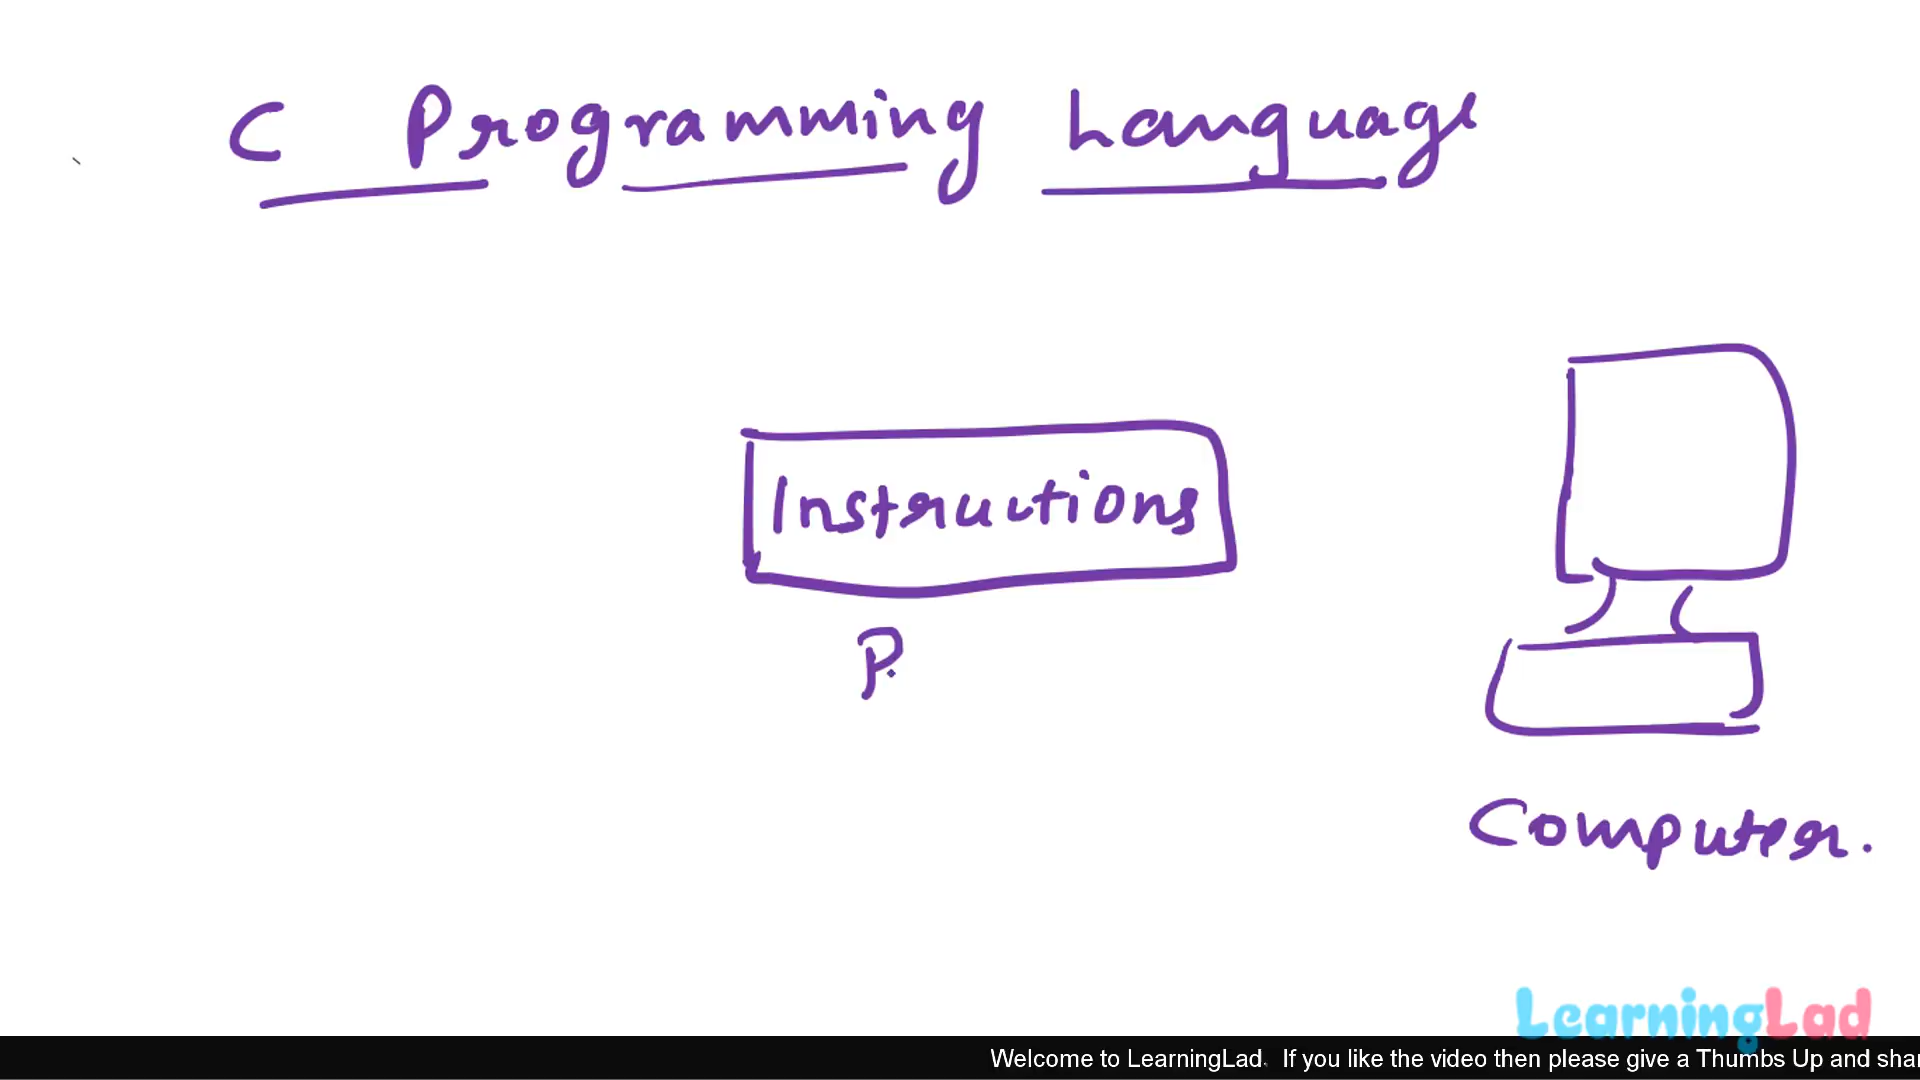 C Programming Language
Instructions
P
Computer.
LearningLad
Welcome to LearningLad. If you like the video then please give a Thumbs Up and shar